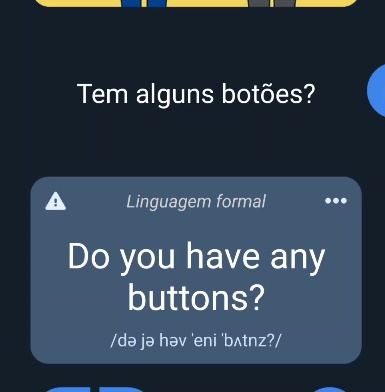 Tem alguns botões?
Linguagem formal
Do you have any
buttons?
/də jə həv ˈeni ˈbʌtnz?/